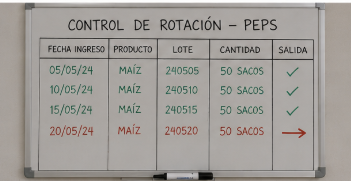 CONTROL DE ROTACIÓN – PEPS
FECHA INGRESO PRODUCTO LOTE CANTIDAD SALIDA
05/05/24 MAÍZ 240505 50 SACOS ✓
10/05/24 MAÍZ 240510 50 SACOS ✓
15/05/24 MAÍZ 240515 50 SACOS ✓
20/05/24 MAÍZ 240520 50 SACOS →